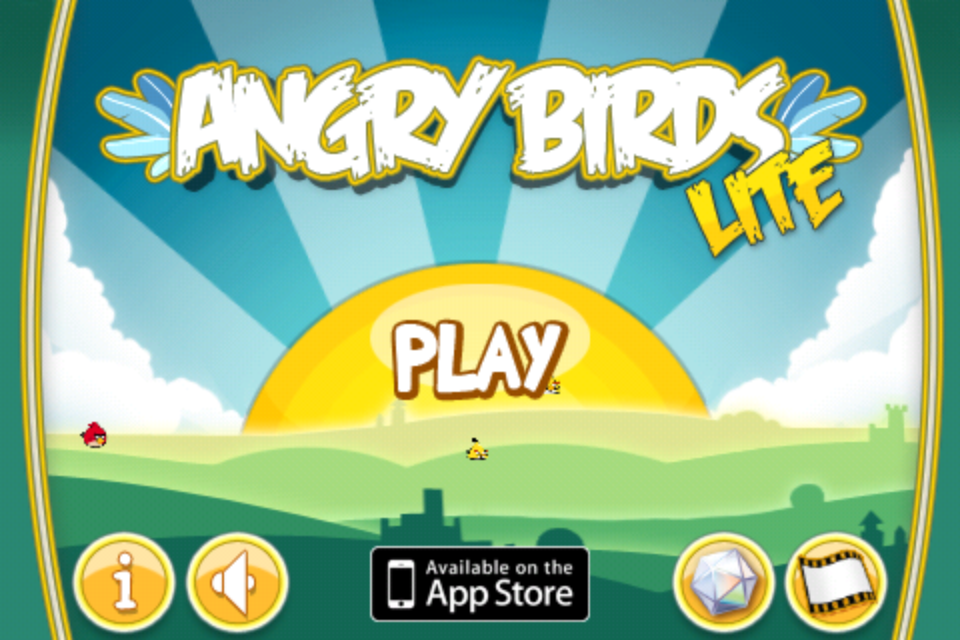 ANGRY BIRDS
LITE
PLAY
i
Available on the
App Store